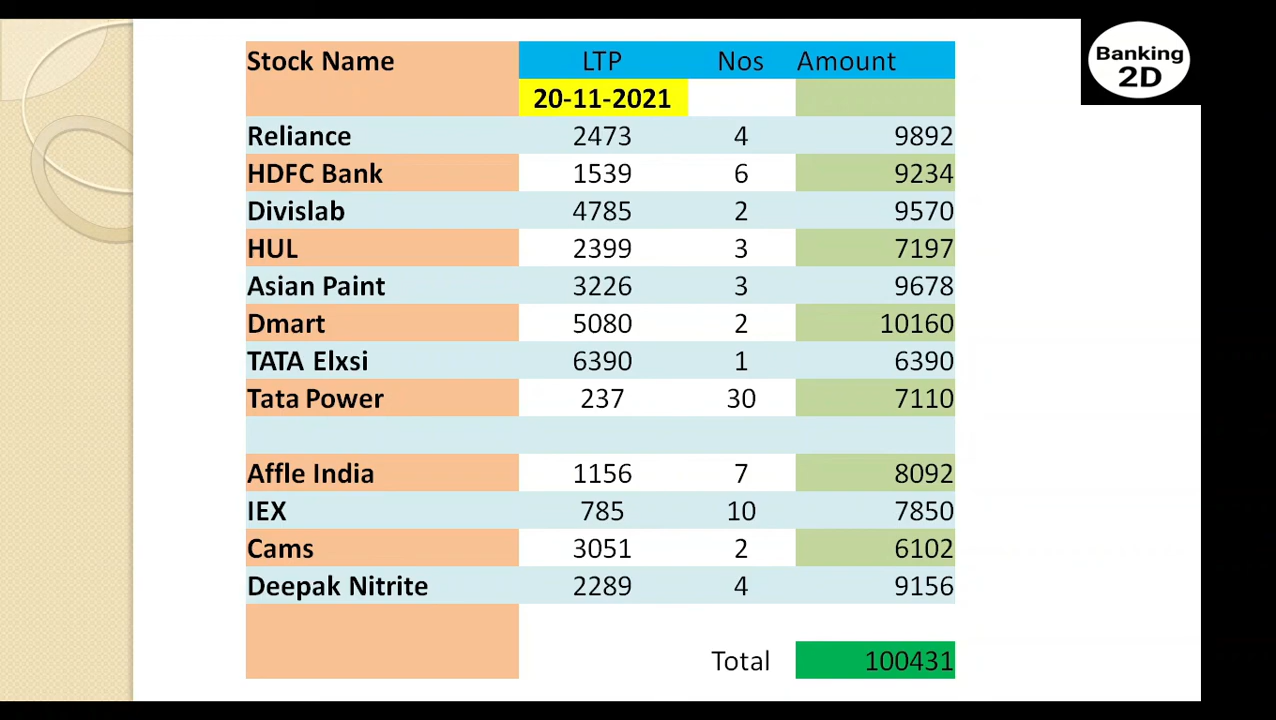 Banking
2D
Stock Name LTP Nos Amount
20-11-2021
Reliance 2473 4 9892
HDFC Bank 1539 6 9234
Divislab 4785 2 9570
HUL 2399 3 7197
Asian Paint 3226 3 9678
Dmart 5080 2 10160
TATA Elxsi 6390 1 6390
Tata Power 237 30 7110
Affle India 1156 7 8092
IEX 785 10 7850
Cams 3051 2 6102
Deepak Nitrite 2289 4 9156
Total 100431